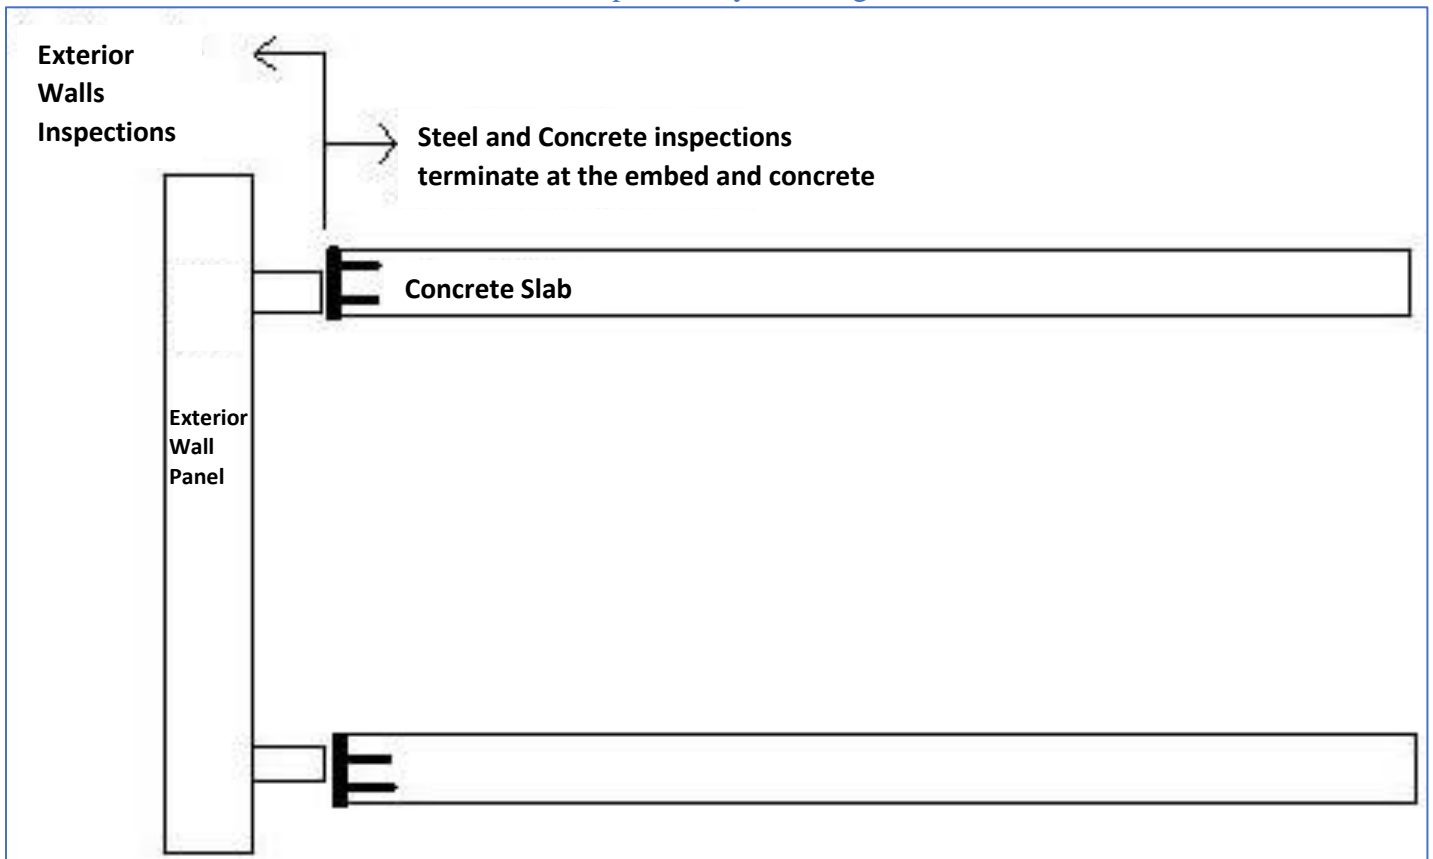 Exterior
Walls
Inspections
Steel and Concrete inspections
terminate at the embed and concrete
Concrete Slab
Exterior
Wall
Panel